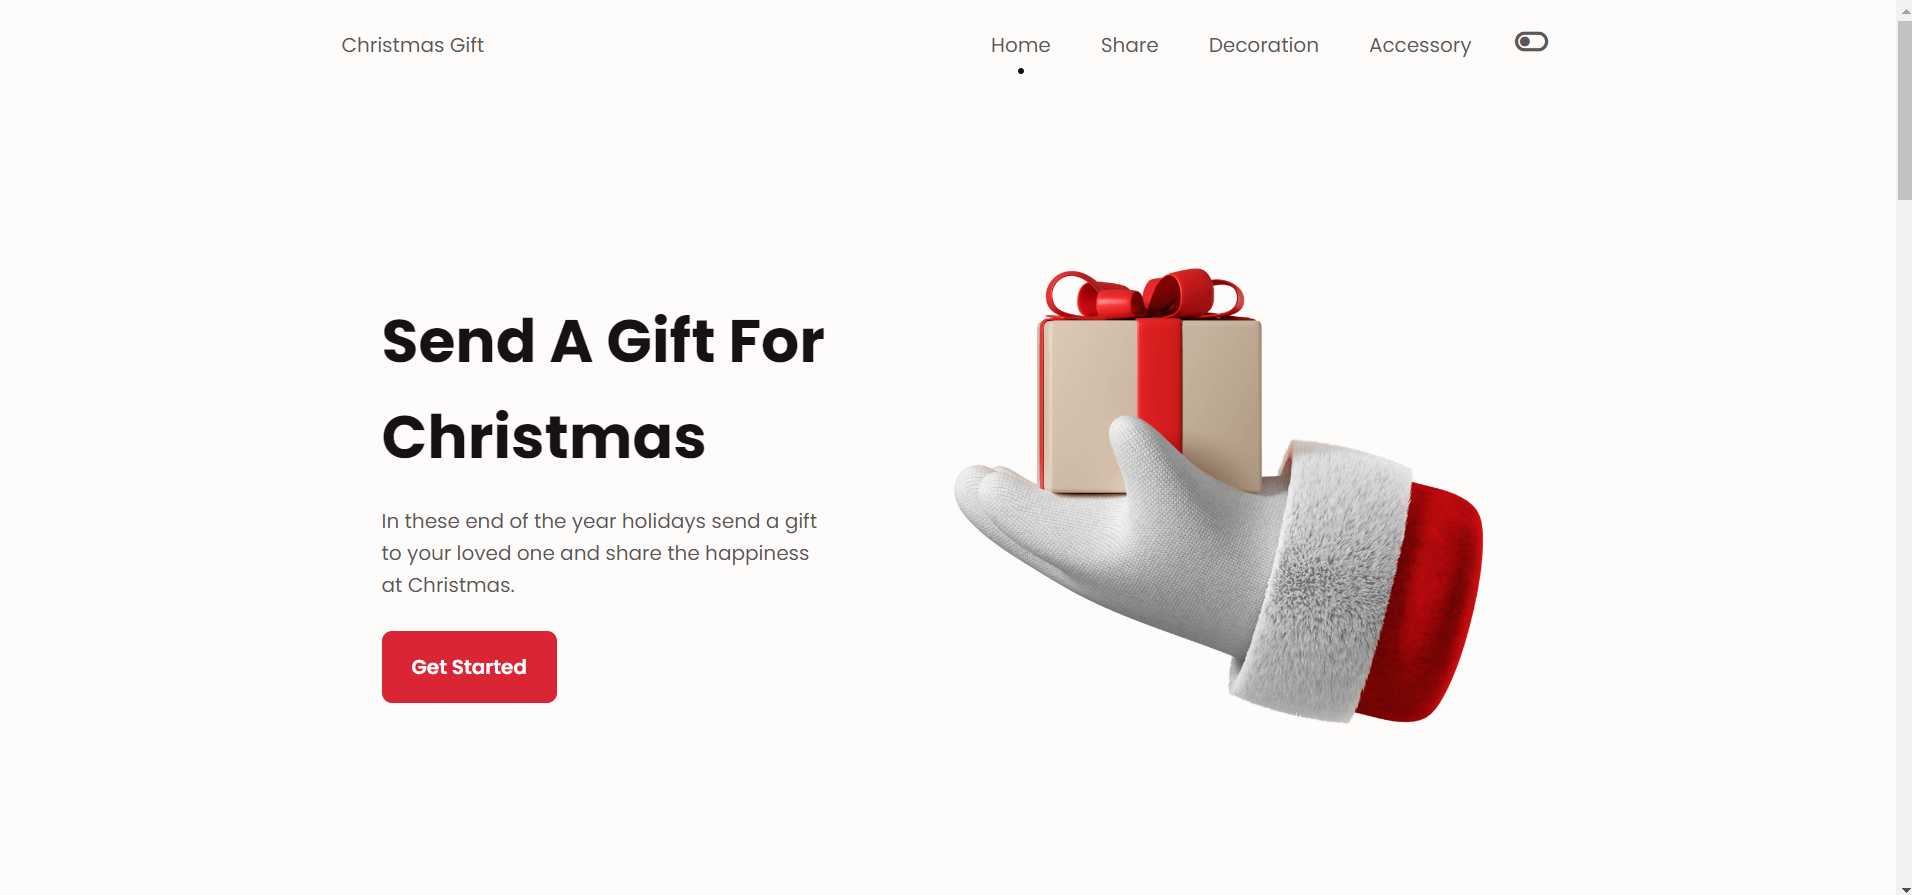 Christmas Gift
Home
Share
Decoration
Accessory
Send A Gift For
Christmas
In these end of the year holidays send a gift
to your loved one and share the happiness
at Christmas.
Get Started